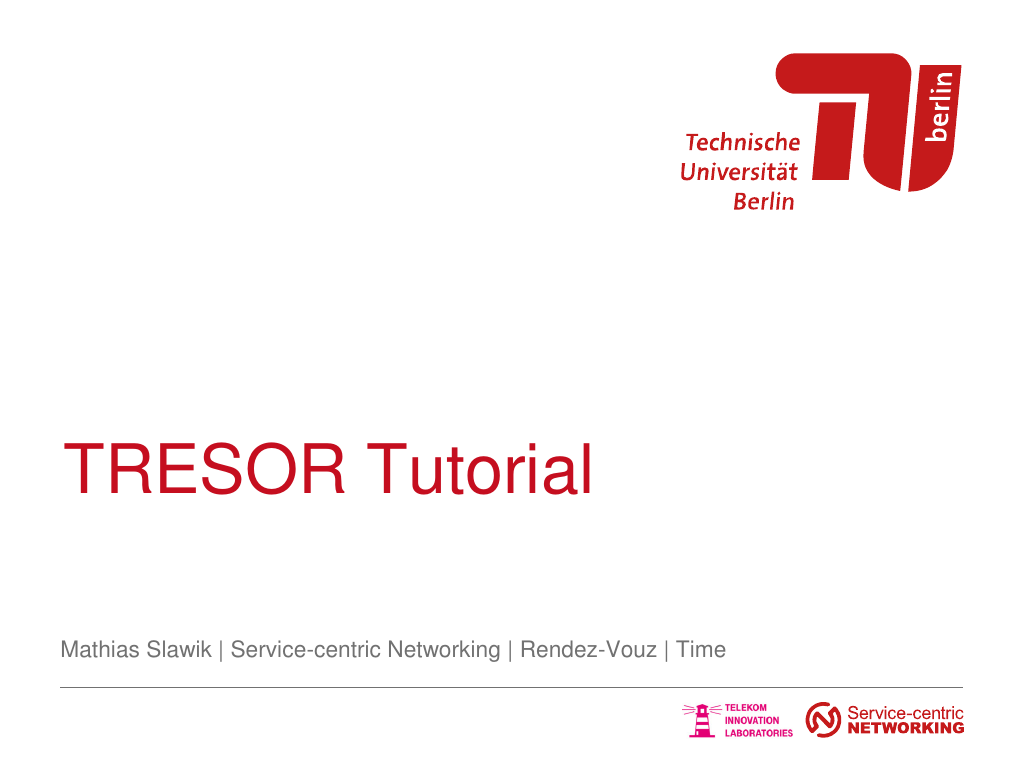 berlin
Technische
Universität
Berlin
TRESOR Tutorial
Mathias Slawik | Service-centric Networking | Rendez-Vouz | Time
TELEKOM
INNOVATION
LABORATORIES
Service-centric
NETWORKING